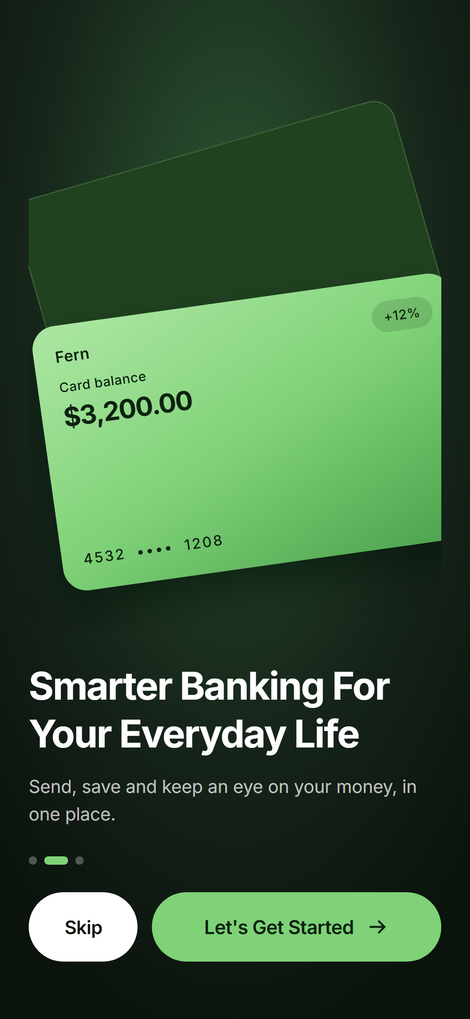 +12%
Fern
Card balance
$3,200.00
4532 •••• 1208
Smarter Banking For
Your Everyday Life
Send, save and keep an eye on your money, in
one place.
Skip
Let's Get Started →